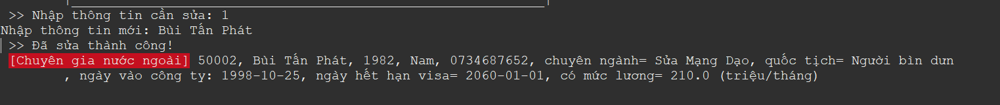 >> Nhập thông tin cần sửa: 1
Nhập thông tin mới: Bùi Tấn Phát
>> Đã sửa thành công!
[Chuyên gia nước ngoài] 50002, Bùi Tấn Phát, 1982, Nam, 0734687652, chuyên ngành= Sửa Mạng Dạo, quốc tịch= Người bìn dưn
, ngày vào công ty: 1998-10-25, ngày hết hạn visa= 2060-01-01, có mức lương= 210.0 (triệu/tháng)